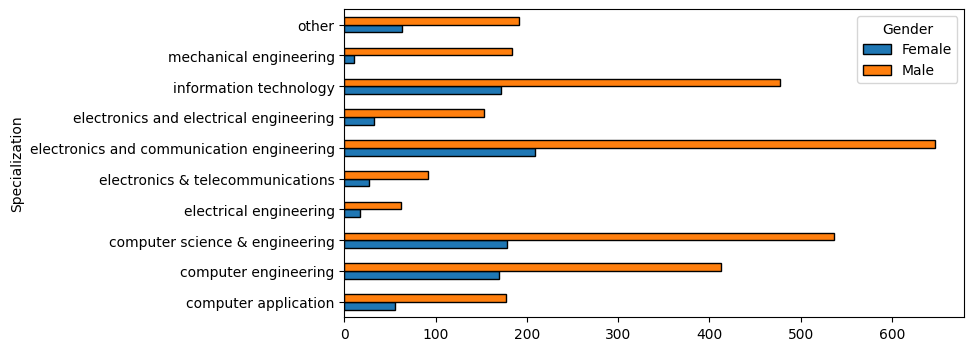 Specialization
other
mechanical engineering
information technology
electronics and electrical engineering
electronics and communication engineering
electronics & telecommunications
electrical engineering
computer science & engineering
computer engineering
computer application
0 100 200 300 400 500 600
Gender
Female
Male